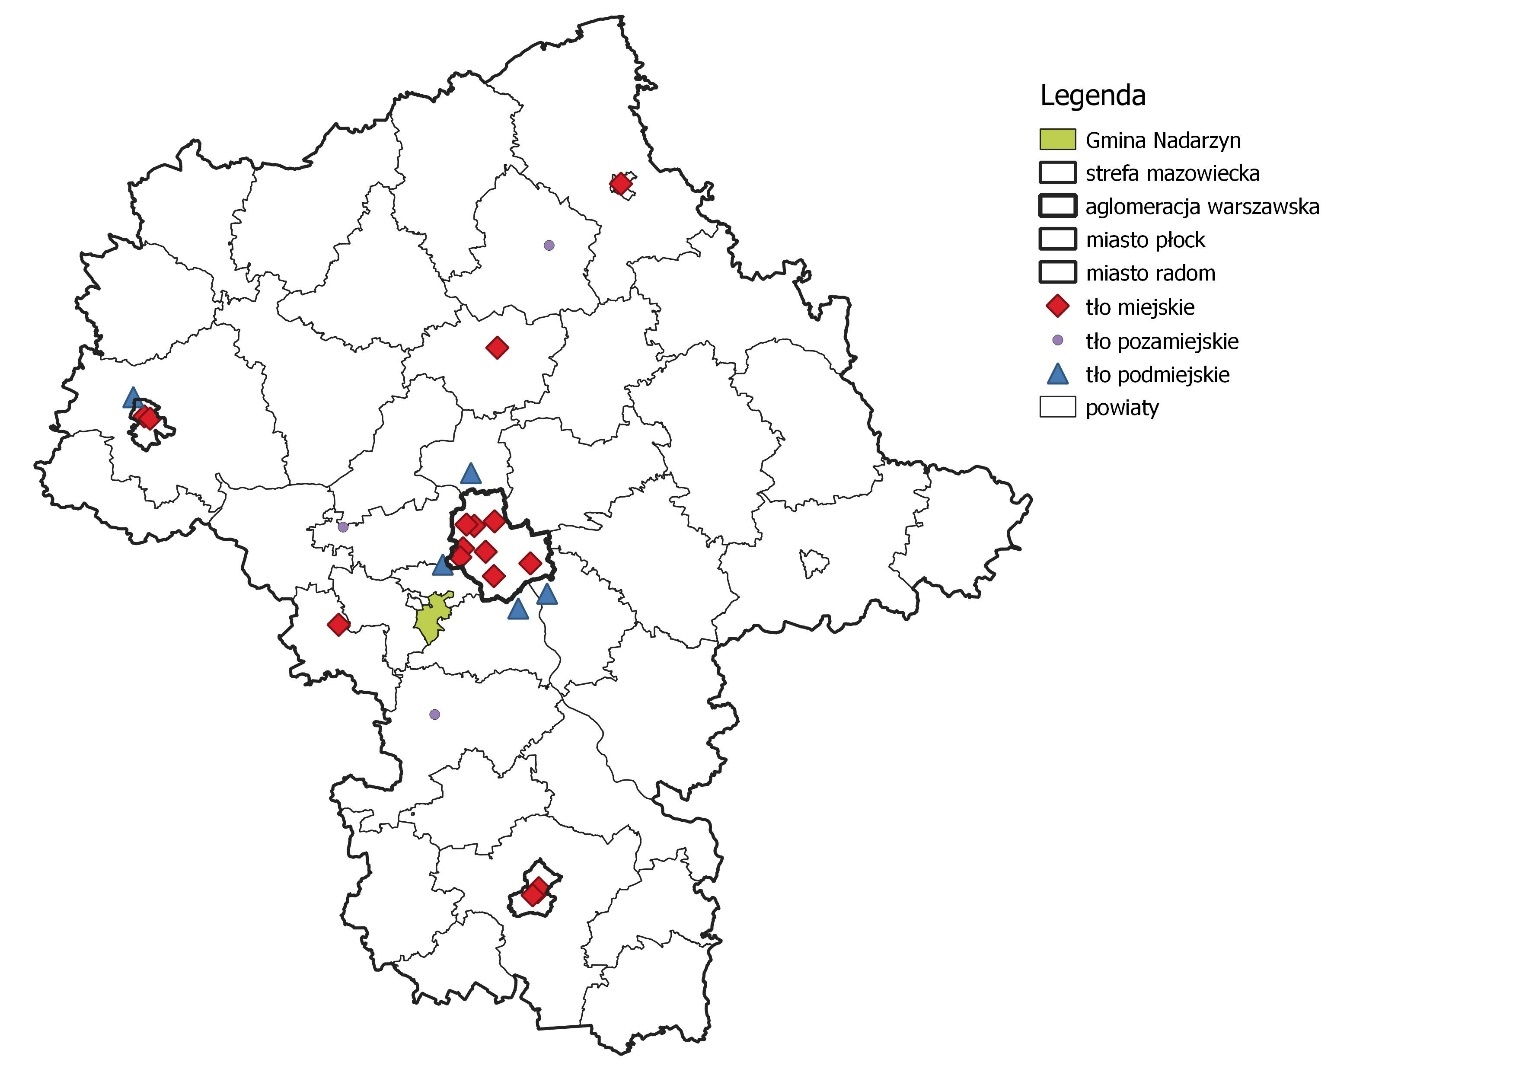 Legenda
Gmina Nadarzyn
strefa mazowiecka
aglomeracja warszawska
miasto płock
miasto radom
tło miejskie
tło pozamiejskie
tło podmiejskie
powiaty